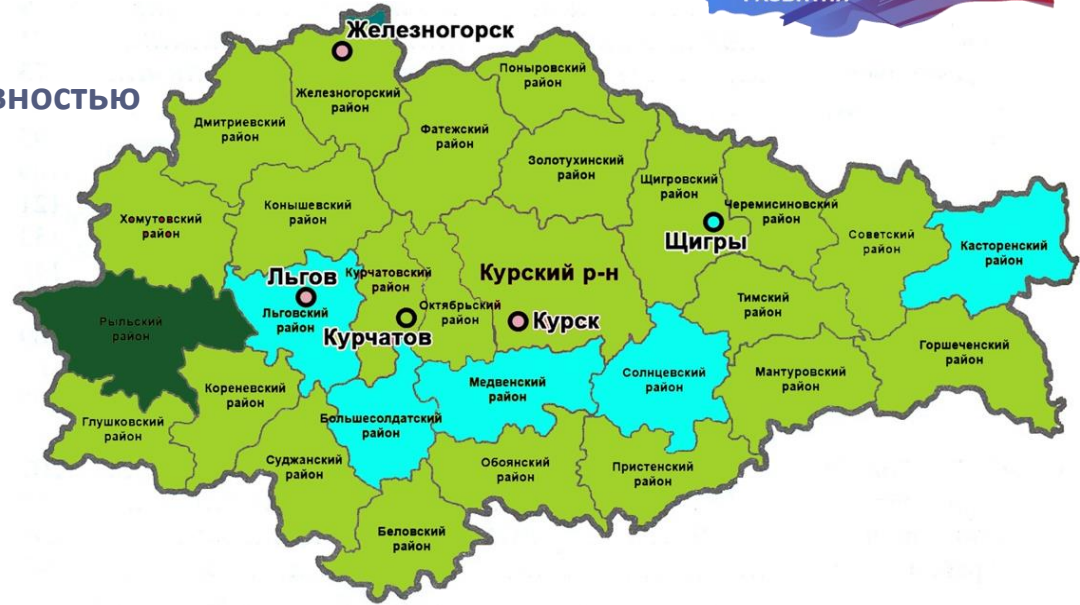 Железногорск
Поныровский
район
Железногорский
район
Дмитриевский
район
Фатежский
район
Золотухинский
район
Щигровский
район
Черемисиновский
район
Щигры
Советский
район
Касторенский
район
Хомутовский
район
Конышевский
район
Льгов
Льговский
район
Курчатовский
район
Курчатов
Октябрьский
район
Курский р-н
Курск
Тимский
район
Горшеченский
район
Рыльский
район
Кореневский
район
Глушковский
район
Большесолдатский
район
Медвенский
район
Солнцевский
район
Мантуровский
район
Суджанский
район
Обоянский
район
Пристенский
район
Беловский
район